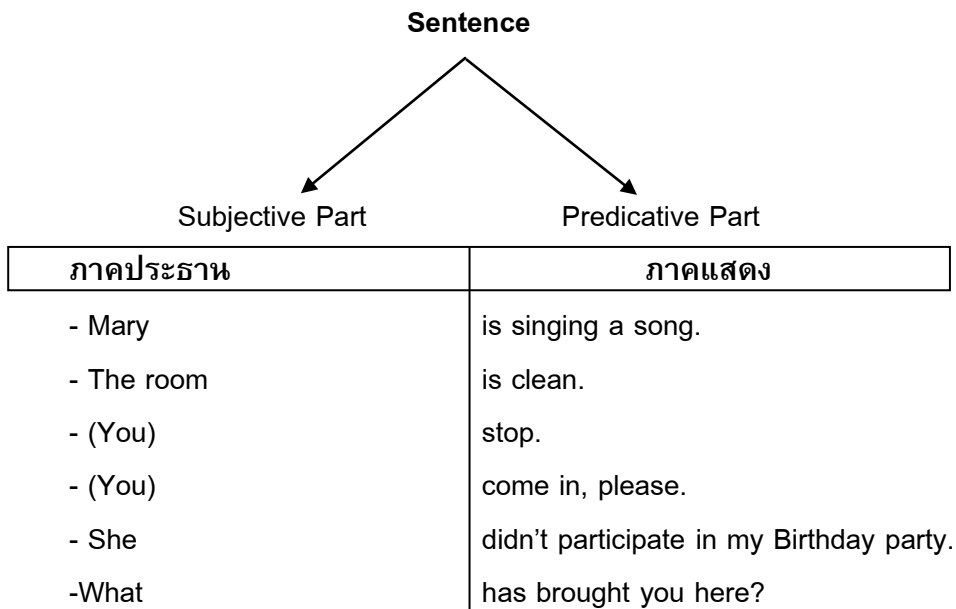 Sentence
Subjective Part Predicative Part
ภาคประธาน ภาคแสดง
- Mary is singing a song.
- The room is clean.
- (You) stop.
- (You) come in, please.
- She didn't participate in my Birthday party.
-What has brought you here?